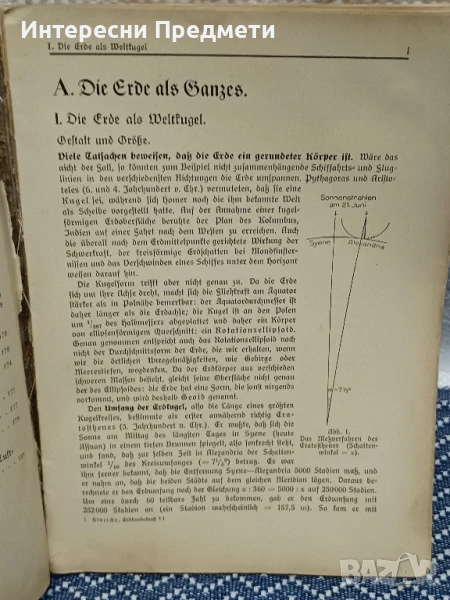 Интересни Предмети
I. Die Erde als Weltkugel
1
A. Die Erde als Ganzes.
I. Die Erde als Weltkugel.
Gestalt und Größe.
Viele Tatsachen beweisen, daß die Erde ein gerundeter Körper ist. Wäre das
nicht der Fall, so könnten zum Beispiel nicht zusammenhängende Schiffahrts- und Flug-
linien in den verschiedensten Richtungen die Erde umspannen. Pythagoras und Aristo-
teles (6. und 4. Jahrhundert v. Chr.) vermuteten, daß sie eine
Kugel sei, während sich Homer noch die ihm bekannte Welt
als Scheibe vorgestellt hatte. Auf der Annahme einer kugel-
förmigen Erdoberfläche beruhte der Plan des Kolumbus,
Indien auf einer Fahrt nach dem Westen zu erreichen. Auch
die überall nach dem Erdmittelpunkte gerichtete Wirkung der
Schwerkraft, der kreisförmige Erdschatten bei Mondfinster-
nissen und das Verschwinden eines Schiffes unter dem Horizont
weisen darauf hin.
Die Kugelform trifft aber nicht genau zu. Da die Erde
sich um ihre Achse dreht, macht sich die Fliehkraft am Äquator
stärker als in Polnähe bemerkbar: der Äquatordurchmesser ist
daher länger als die Erdachse; die Kugel ist an den Polen
um 1/297 des Halbmessers abgeplattet und daher ein Körper
von ellipsenförmigem Querschnitt: ein Rotationsellipsoid.
Genau genommen entspricht auch das Rotationsellipsoid noch
nicht der Durchschnittsform der Erde, die wir erhalten, wenn
wir die örtlichen Unregelmäßigkeiten, wie Gebirge oder
Meerestiefen, wegdenken. Da der Erdkörper aus verschieden
schweren Massen besteht, gleicht seine Oberfläche nicht genau
der des Ellipsoides: die Erde hat eine Form, die sonst nirgends
vorkommt, und wird deshalb Geoid genannt.
Den Umfang der Erdkugel, also die Länge eines größten
Kugelkreises, bestimmte als erster annähernd richtig Era-
tosthenes (3. Jahrhundert v. Chr.). Er wußte, daß sich die
Sonne am Mittag des längsten Tages in Syene (heute
Assuan) in einem tiefen Brunnen spiegelt, also senkrecht steht,
und fand, daß zur selben Zeit in Alexandria der Schatten-
winkel 1/50 des Kreisumfanges (= 7 1/5°) betrug. Er war
ihm ferner bekannt, daß die Entfernung Syene—Alexandria 5000 Stadien maß, und
er nahm an, daß die beiden Städte auf dem gleichen Meridian lägen. Daraus be-
rechnete er den Erdumfang nach der Gleichung x : 360 = 5000 : x auf 250000 Stadien.
Um eine durch 60 teilbare Zahl zu bekommen, gab er den Erdumfang mit
252000 Stadien an (ein Stadion wahrscheinlich = 157,5 m). So kam er mit
1 Hinrichs, Erdkundebuch VI
Sonnenstrahlen
am 21. Juni
Syene
Alexandria
Abb. 1.
Das Meßverfahren des
Eratosthenes (Schatten-
winkel = x).
BAZAR